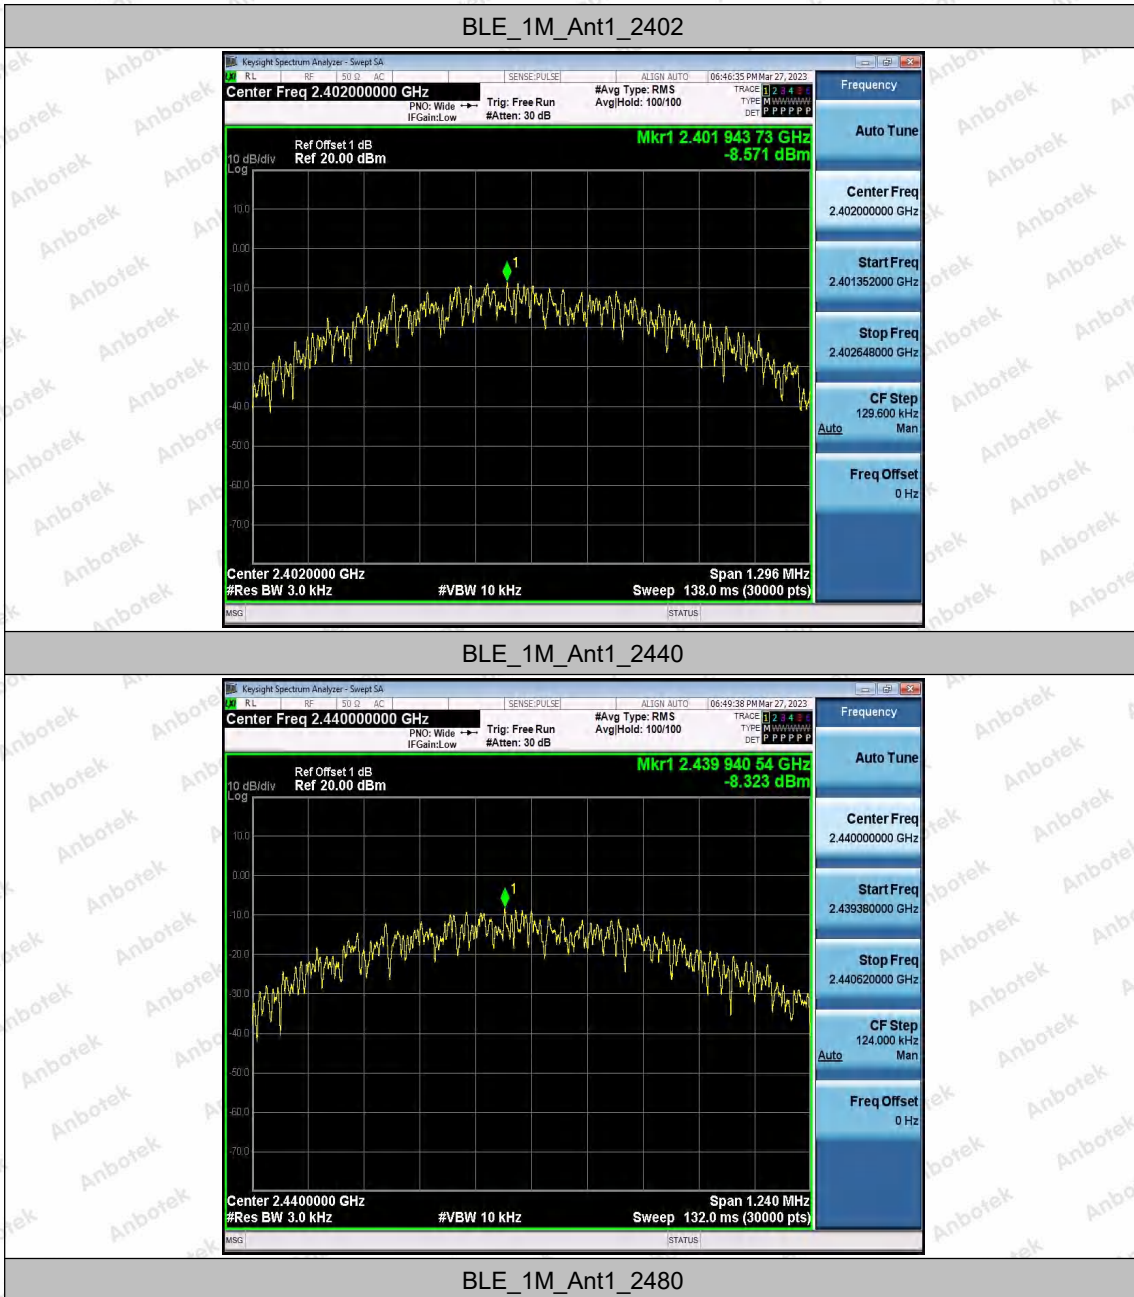 BLE_1M_Ant1_2402
Keysight Spectrum Analyzer - Swept SA
RL RF 50 Ω AC SENSE:PULSE ALIGN AUTO 06:46:35 PM Mar 27, 2023
Center Freq 2.402000000 GHz
PNO: Wide
IFGain:Low
Trig: Free Run
#Atten: 30 dB
#Avg Type: RMS
Avg|Hold: 100/100
TRACE 1 2 3 4 5 6
TYPE M WWWWW
DET P P P P P P
Frequency
Auto Tune
Mkr1 2.401 943 73 GHz
-8.571 dBm
Ref Offset 1 dB
10 dB/div Ref 20.00 dBm
Log
10.0
0.00
-10.0
-20.0
-30.0
-40.0
-50.0
-60.0
-70.0
1
Center Freq
2.402000000 GHz
Start Freq
2.401352000 GHz
Stop Freq
2.402648000 GHz
CF Step
129.600 kHz
Auto Man
Freq Offset
0 Hz
Center 2.4020000 GHz Span 1.296 MHz
#Res BW 3.0 kHz #VBW 10 kHz Sweep 138.0 ms (30000 pts)
MSG STATUS
BLE_1M_Ant1_2440
Keysight Spectrum Analyzer - Swept SA
RL RF 50 Ω AC SENSE:PULSE ALIGN AUTO 06:49:38 PM Mar 27, 2023
Center Freq 2.440000000 GHz
PNO: Wide
IFGain:Low
Trig: Free Run
#Atten: 30 dB
#Avg Type: RMS
Avg|Hold: 100/100
TRACE 1 2 3 4 5 6
TYPE M WWWWW
DET P P P P P P
Frequency
Auto Tune
Mkr1 2.439 940 54 GHz
-8.323 dBm
Ref Offset 1 dB
10 dB/div Ref 20.00 dBm
Log
10.0
0.00
-10.0
-20.0
-30.0
-40.0
-50.0
-60.0
-70.0
1
Center Freq
2.440000000 GHz
Start Freq
2.439380000 GHz
Stop Freq
2.440620000 GHz
CF Step
124.000 kHz
Auto Man
Freq Offset
0 Hz
Center 2.4400000 GHz Span 1.240 MHz
#Res BW 3.0 kHz #VBW 10 kHz Sweep 132.0 ms (30000 pts)
MSG STATUS
BLE_1M_Ant1_2480
Anbotek